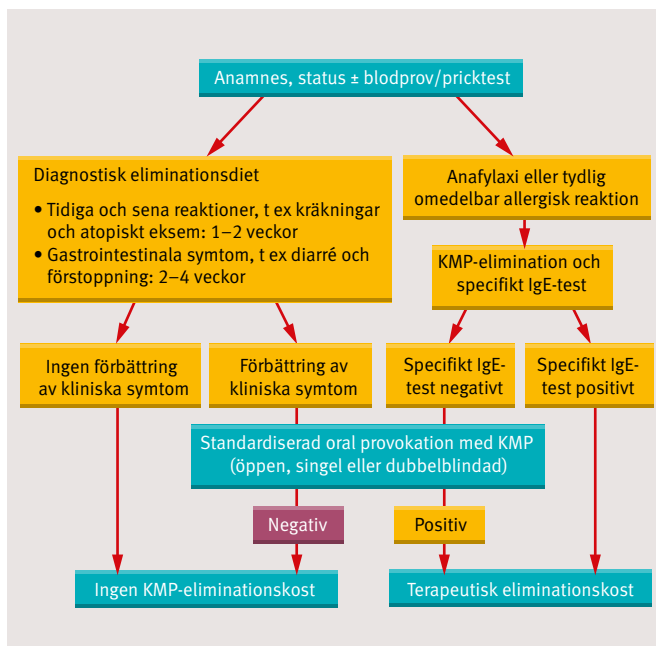 Anamnes, status ± blodprov/pricktest
Diagnostisk eliminationsdiet
• Tidiga och sena reaktioner, t ex kräkningar
och atopiskt eksem: 1–2 veckor
• Gastrointestinala symtom, t ex diarré och
förstoppning: 2–4 veckor
Anafylaxi eller tydlig
omedelbar allergisk reaktion
KMP-elimination och
specifikt IgE-test
Ingen förbättring
av kliniska symtom
Förbättring av
kliniska symtom
Specifikt IgE-
test negativt
Specifikt IgE-
test positivt
Standardiserad oral provokation med KMP
(öppen, singel eller dubbelblindad)
Negativ
Positiv
Ingen KMP-eliminationskost
Terapeutisk eliminationskost